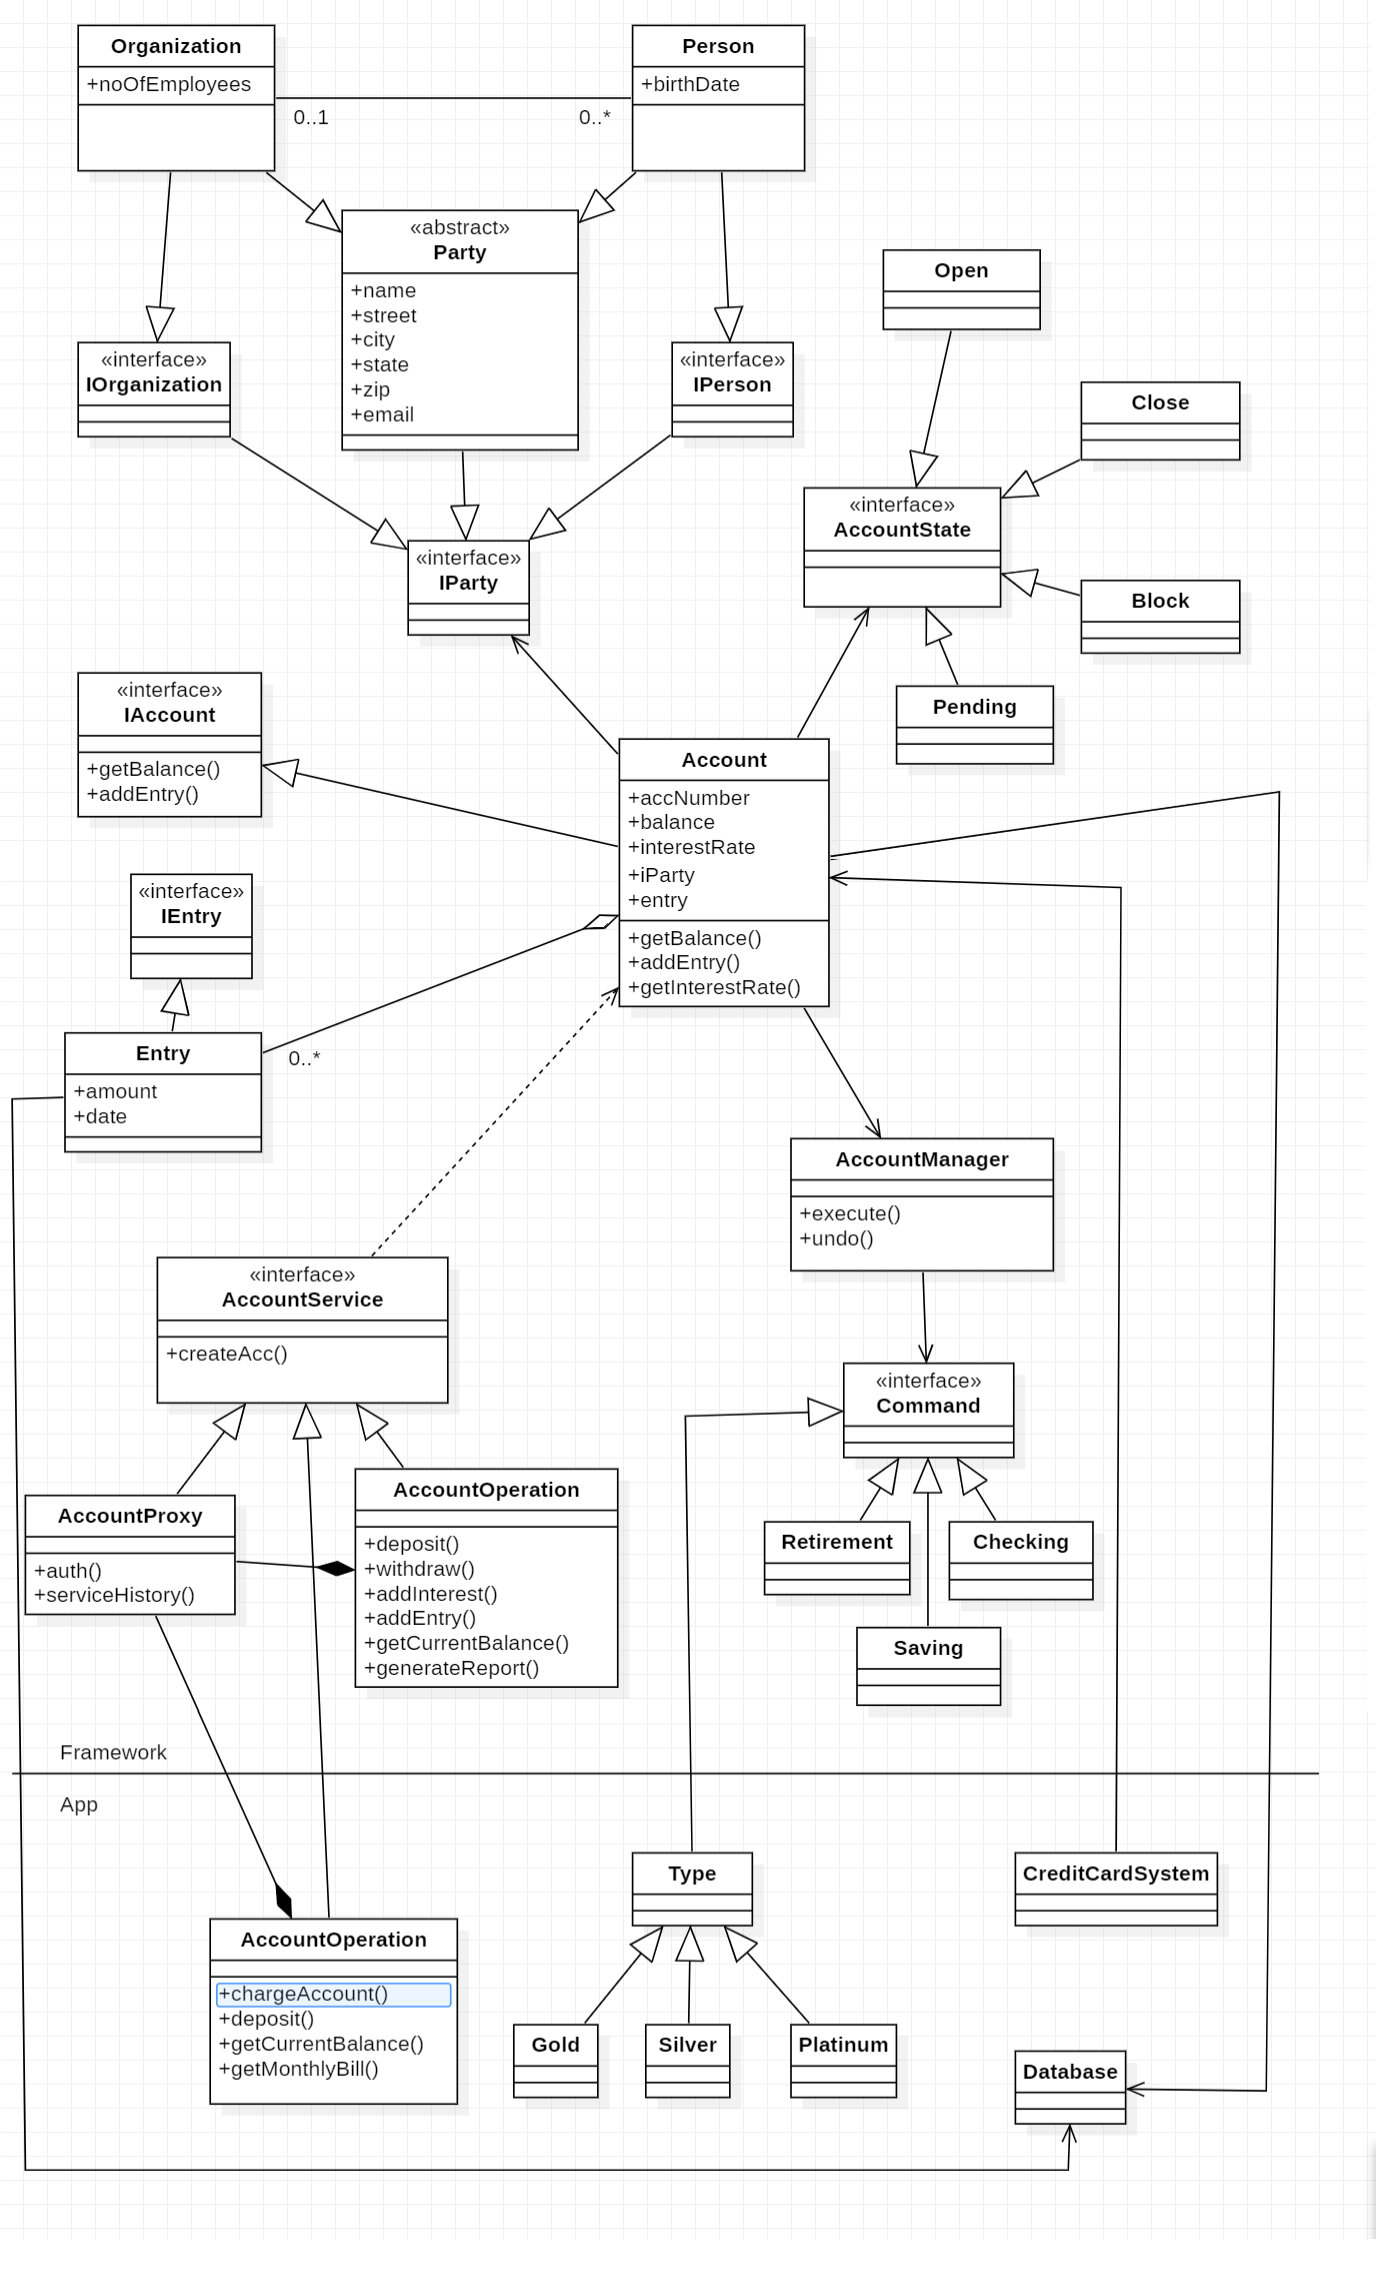 Organization
+noOfEmployees
Person
+birthDate
0..1
0..*
«abstract»
Party
+name
+street
+city
+state
+zip
+email
Open
«interface»
IOrganization
«interface»
IPerson
Close
«interface»
AccountState
«interface»
IParty
Block
«interface»
IAccount
+getBalance()
+addEntry()
Pending
Account
+accNumber
+balance
+interestRate
+iParty
+entry
+getBalance()
+addEntry()
+getInterestRate()
«interface»
IEntry
Entry
+amount
+date
0..*
AccountManager
+execute()
+undo()
«interface»
AccountService
+createAcc()
«interface»
Command
AccountProxy
+auth()
+serviceHistory()
AccountOperation
+deposit()
+withdraw()
+addInterest()
+addEntry()
+getCurrentBalance()
+generateReport()
Retirement
Checking
Saving
Framework
App
Type
CreditCardSystem
AccountOperation
+chargeAccount()
+deposit()
+getCurrentBalance()
+getMonthlyBill()
Gold
Silver
Platinum
Database